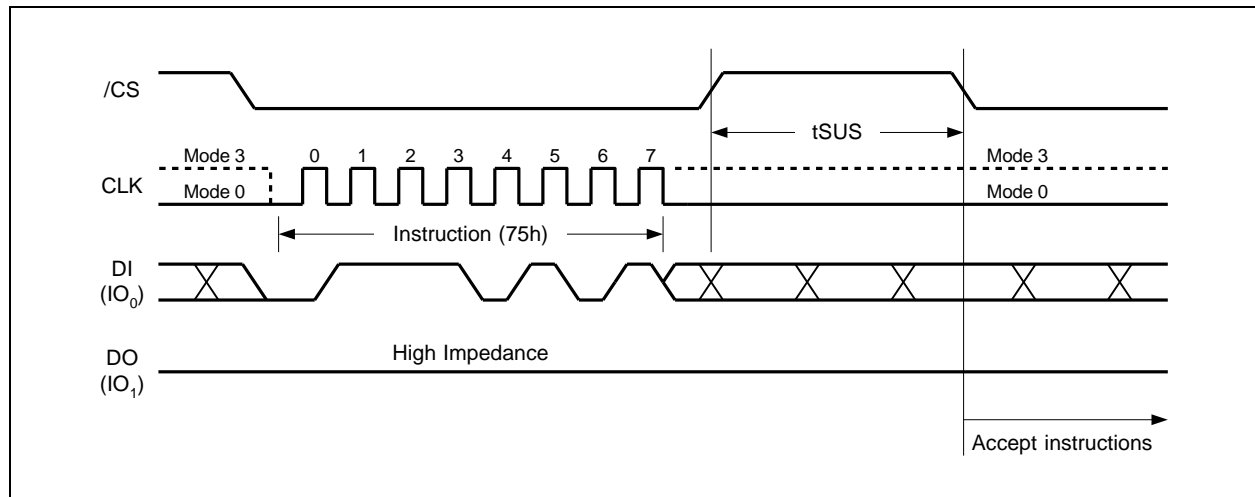 /CS
tSUS
Mode 3 0 1 2 3 4 5 6 7 Mode 3
CLK
Mode 0 Mode 0
Instruction (75h)
DI
(IO0)
High Impedance
DO
(IO1)
Accept instructions